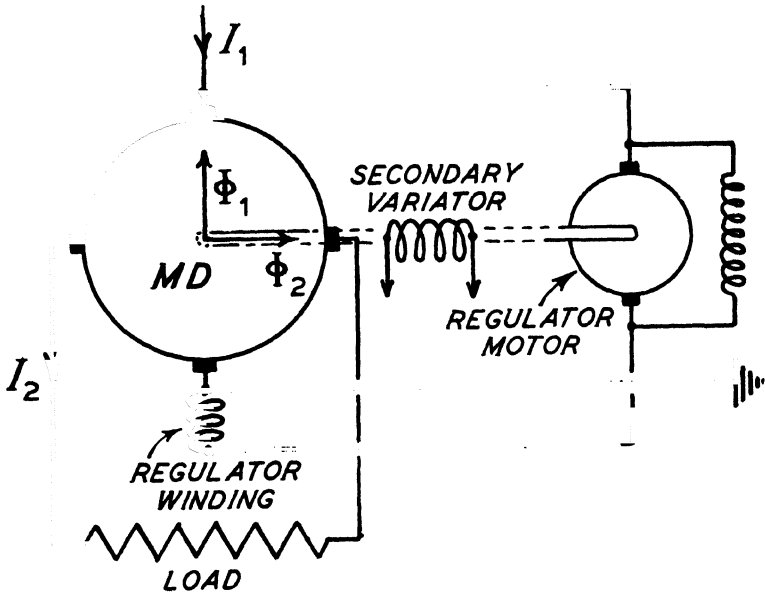 I₁
SECONDARY
VARIATOR
Φ₁
Φ₂
MD
REGULATOR
MOTOR
I₂
REGULATOR
WINDING
LOAD